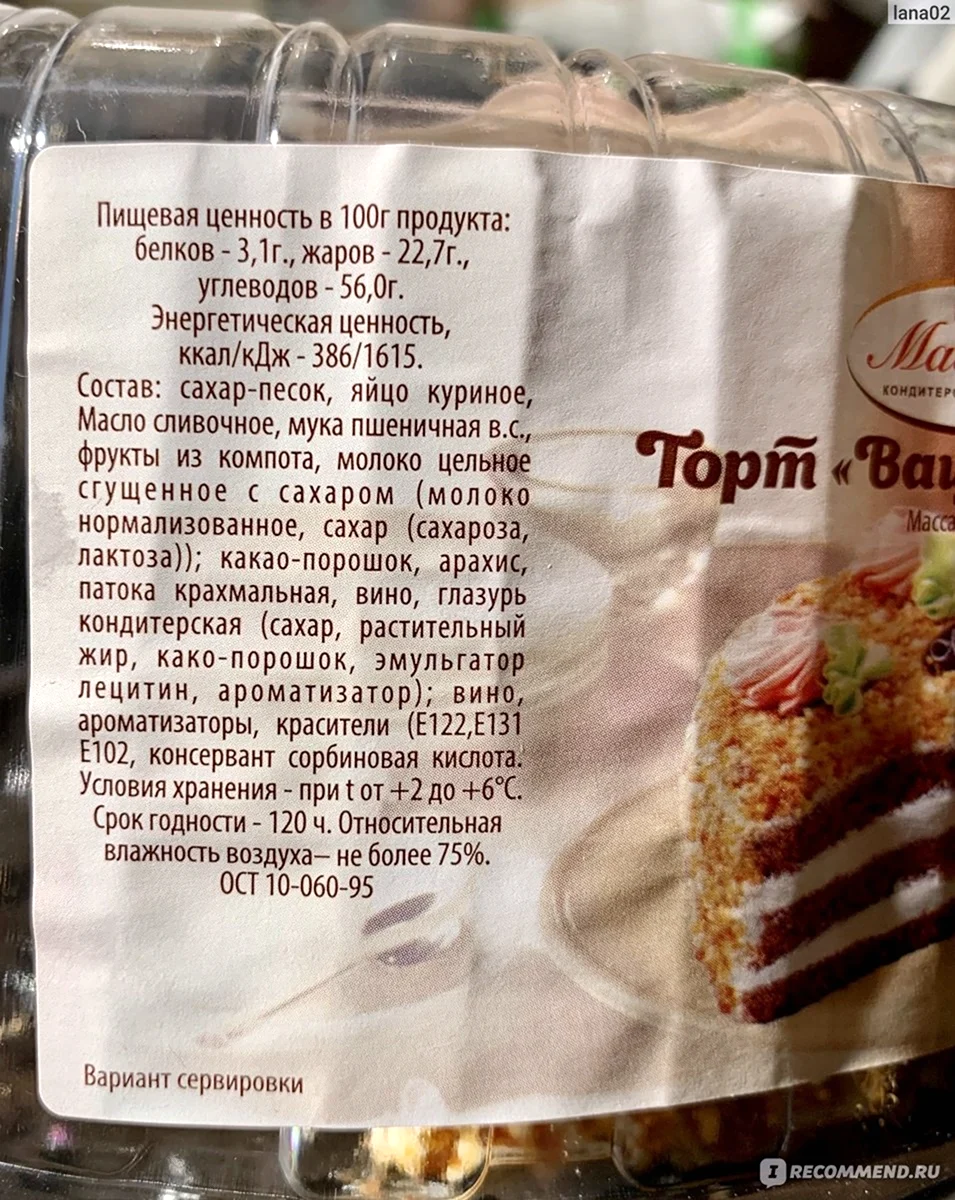 lana02
Пищевая ценность в 100г продукта:
белков - 3,1г., жаров - 22,7г.,
углеводов - 56,0г.
Энергетическая ценность,
ккал/кДж - 386/1615.
Состав: сахар-песок, яйцо куриное,
Масло сливочное, мука пшеничная в.с.,
фрукты из компота, молоко цельное
сгущенное с сахаром (молоко
нормализованное, сахар (сахароза,
лактоза)); какао-порошок, арахис,
патока крахмальная, вино, глазурь
кондитерская (сахар, растительный
жир, како-порошок, эмульгатор
лецитин, ароматизатор); вино,
ароматизаторы, красители (Е122,Е131
Е102, консервант сорбиновая кислота.
Условия хранения - при t от +2 до +6°С.
Срок годности - 120 ч. Относительная
влажность воздуха– не более 75%.
ОСТ 10-060-95
Вариант сервировки
Торт «
Масса
IRECOMMEND.RU